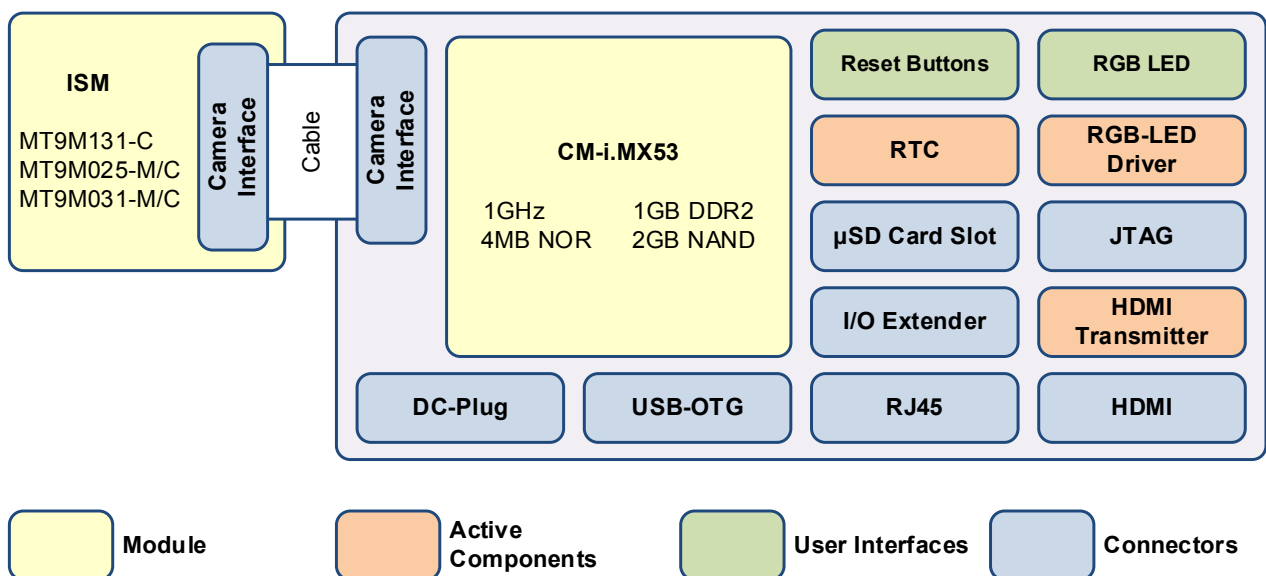 ISM
MT9M131-C
MT9M025-M/C
MT9M031-M/C
Camera
Interface
Cable
Camera
Interface
CM-i.MX53
1GHz 1GB DDR2
4MB NOR 2GB NAND
Reset Buttons
RGB LED
RTC
RGB-LED
Driver
µSD Card Slot
JTAG
I/O Extender
HDMI
Transmitter
DC-Plug
USB-OTG
RJ45
HDMI
Module
Active
Components
User Interfaces
Connectors